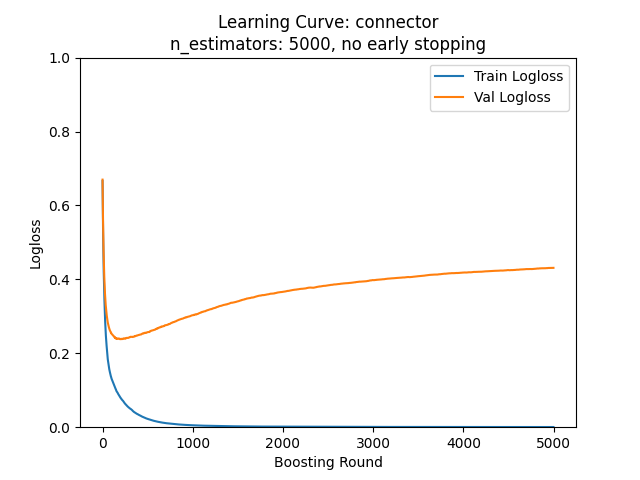 Learning Curve: connector
n_estimators: 5000, no early stopping
Train Logloss
Val Logloss
1.0
0.8
0.6
0.4
0.2
0.0
Logloss
0
1000
2000
3000
4000
5000
Boosting Round